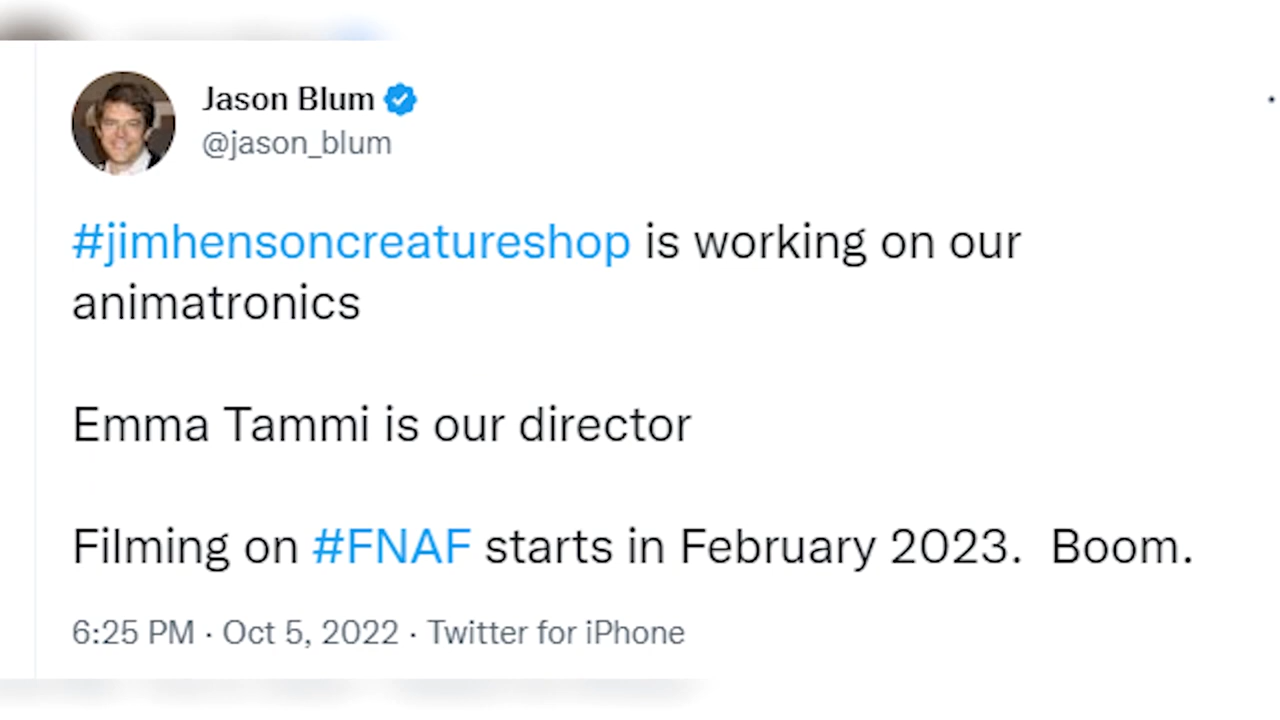 Jason Blum
@jason_blum
#jimhensoncreatureshop is working on our
animatronics
Emma Tammi is our director
Filming on #FNAF starts in February 2023.  Boom.
6:25 PM · Oct 5, 2022 · Twitter for iPhone